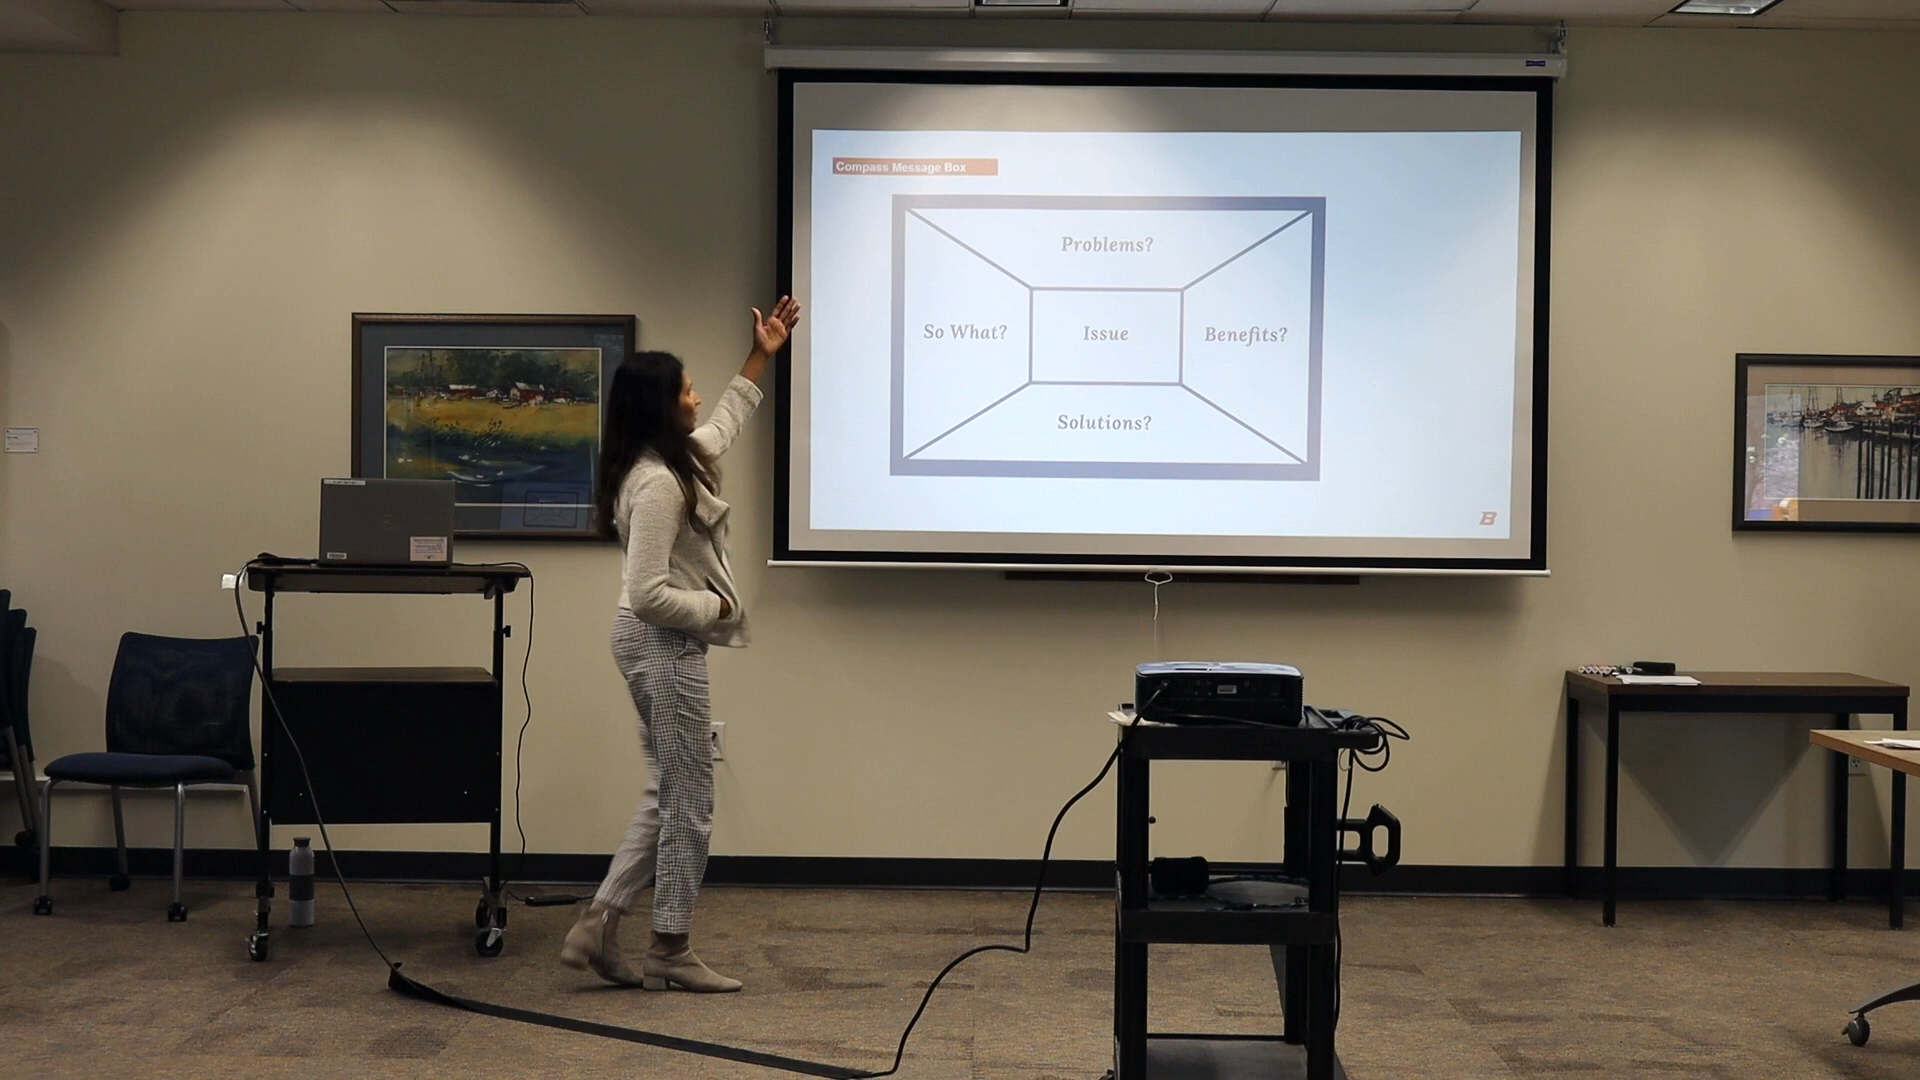 Compass Message Box
Problems?
So What?
Issue
Benefits?
Solutions?
B